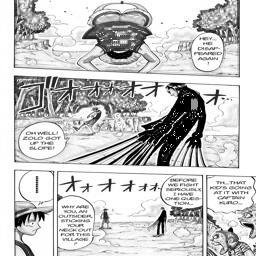 HEY...
HE
DISAP-
PEARED
AGAIN
!
ゴオオオオオオ
OH WELL!
ZOLO GOT
UP THE
SLOPE!
オオオオオ
WHY ARE
YOU, AN
OUTSIDER,
STICKING
YOUR
NECK OUT
FOR THIS
VILLAGE
?
BEFORE
WE FIGHT
SERIOUSLY,
I HAVE
ONE QUES-
TION...
TH...THAT
KID'S GOING
AT IT WITH
CAPTAIN
KURO...